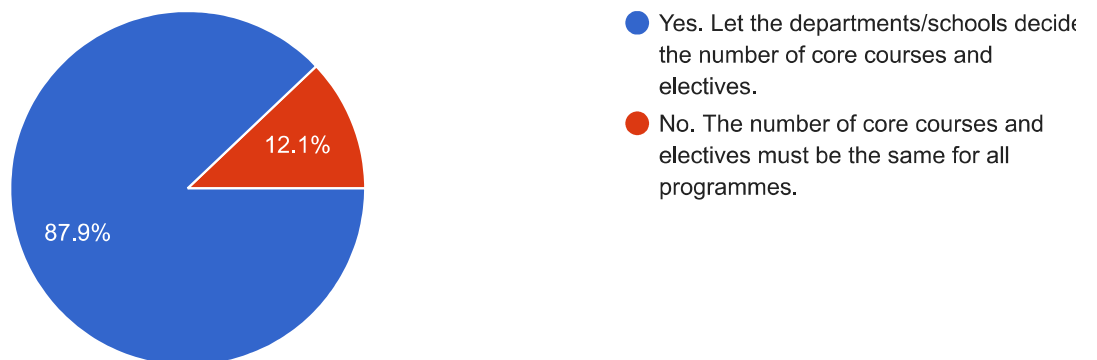 Yes. Let the departments/schools decide
the number of core courses and
electives.
No. The number of core courses and
electives must be the same for all
programmes.
12.1%
87.9%